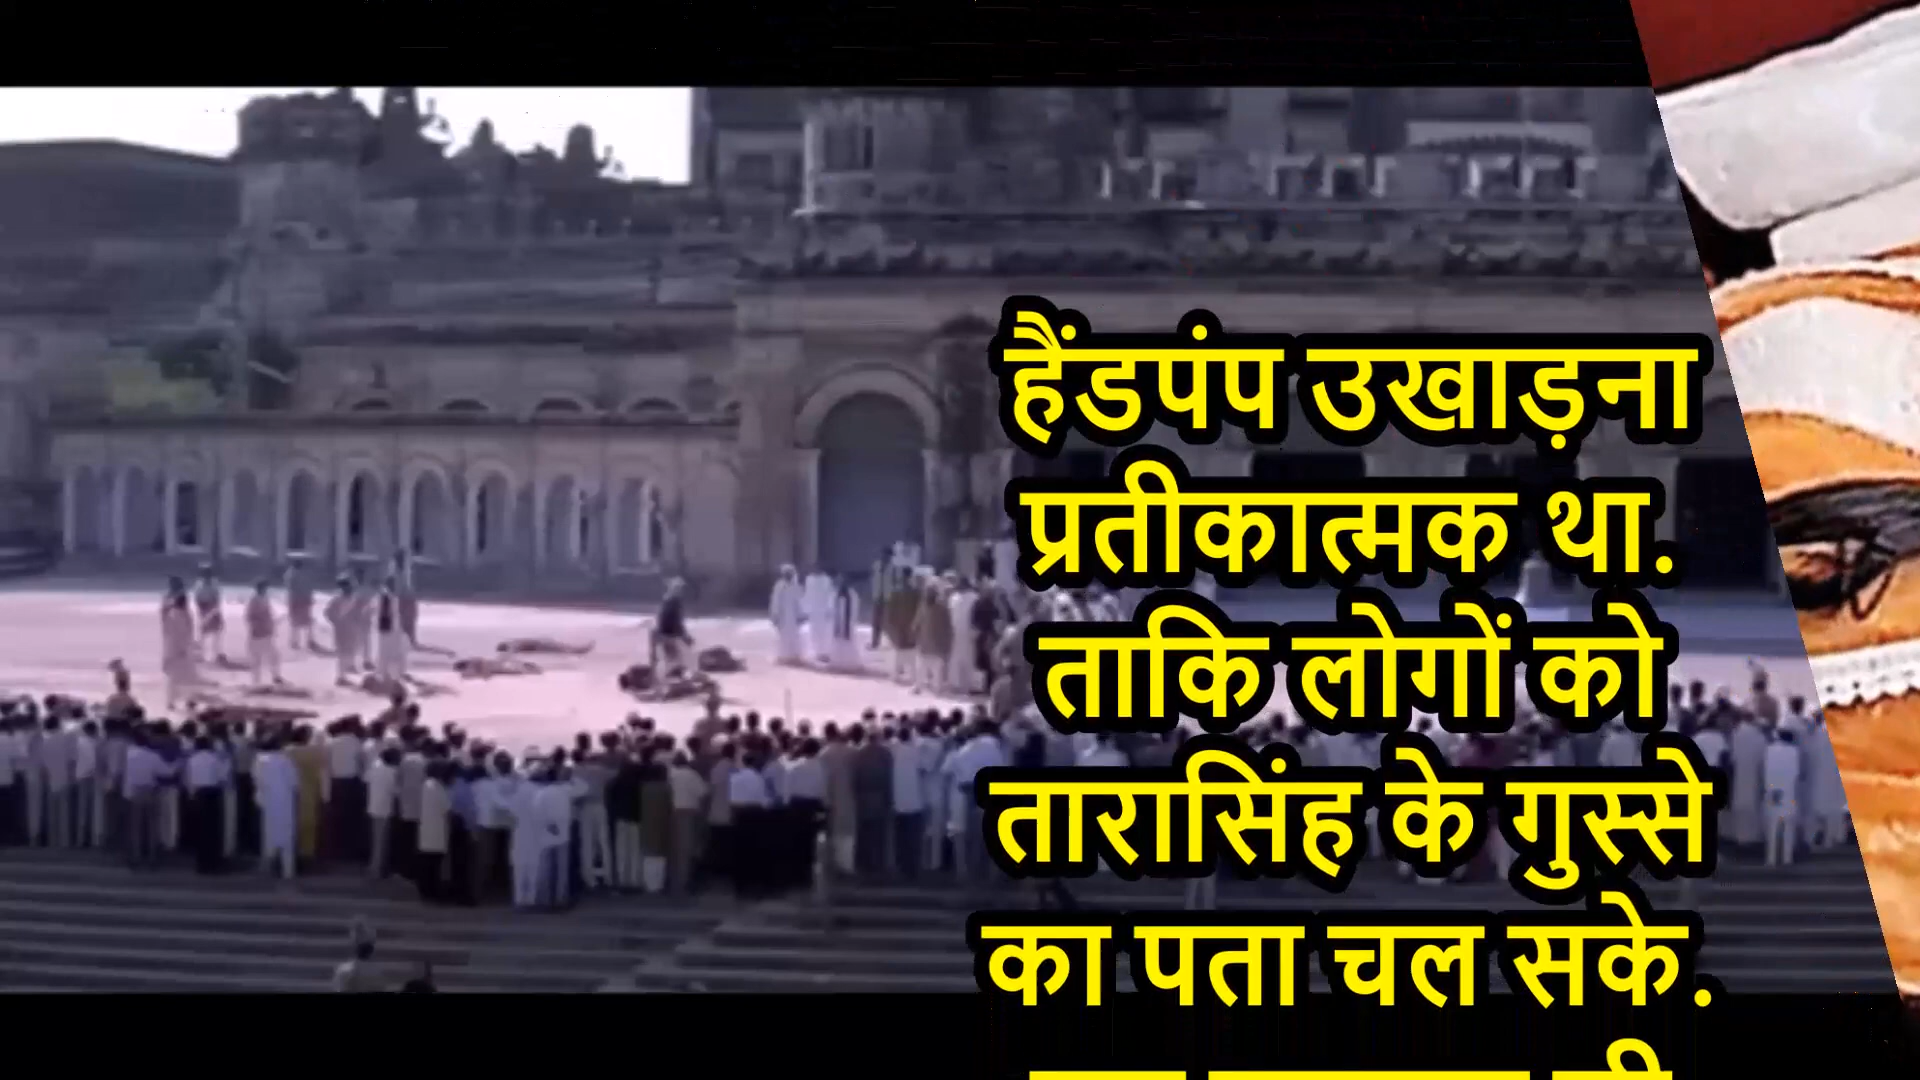 हैंडपंप उखाड़ना
प्रतीकात्मक था.
ताकि लोगों को
तारासिंह के गुस्से
का पता चल सके.